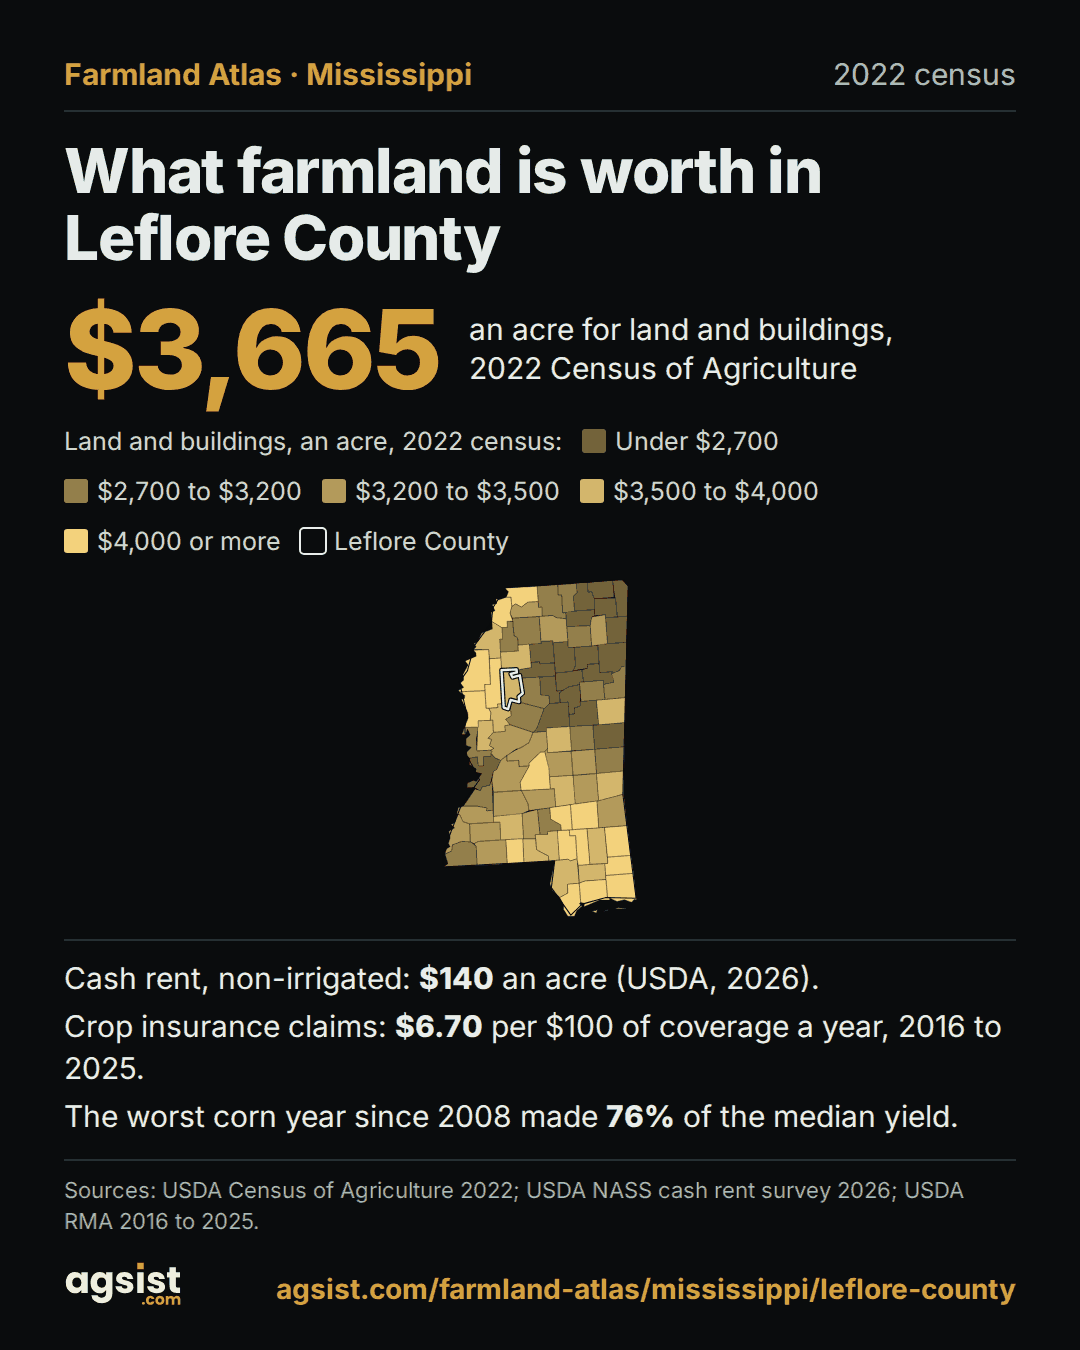 Farmland Atlas · Mississippi
2022 census
What farmland is worth in
Leflore County
$3,665
an acre for land and buildings,
2022 Census of Agriculture
Land and buildings, an acre, 2022 census: Under $2,700
$2,700 to $3,200 $3,200 to $3,500 $3,500 to $4,000
$4,000 or more Leflore County
Cash rent, non-irrigated: $140 an acre (USDA, 2026).
Crop insurance claims: $6.70 per $100 of coverage a year, 2016 to
2025.
The worst corn year since 2008 made 76% of the median yield.
Sources: USDA Census of Agriculture 2022; USDA NASS cash rent survey 2026; USDA
RMA 2016 to 2025.
agsist
.com
agsist.com/farmland-atlas/mississippi/leflore-county